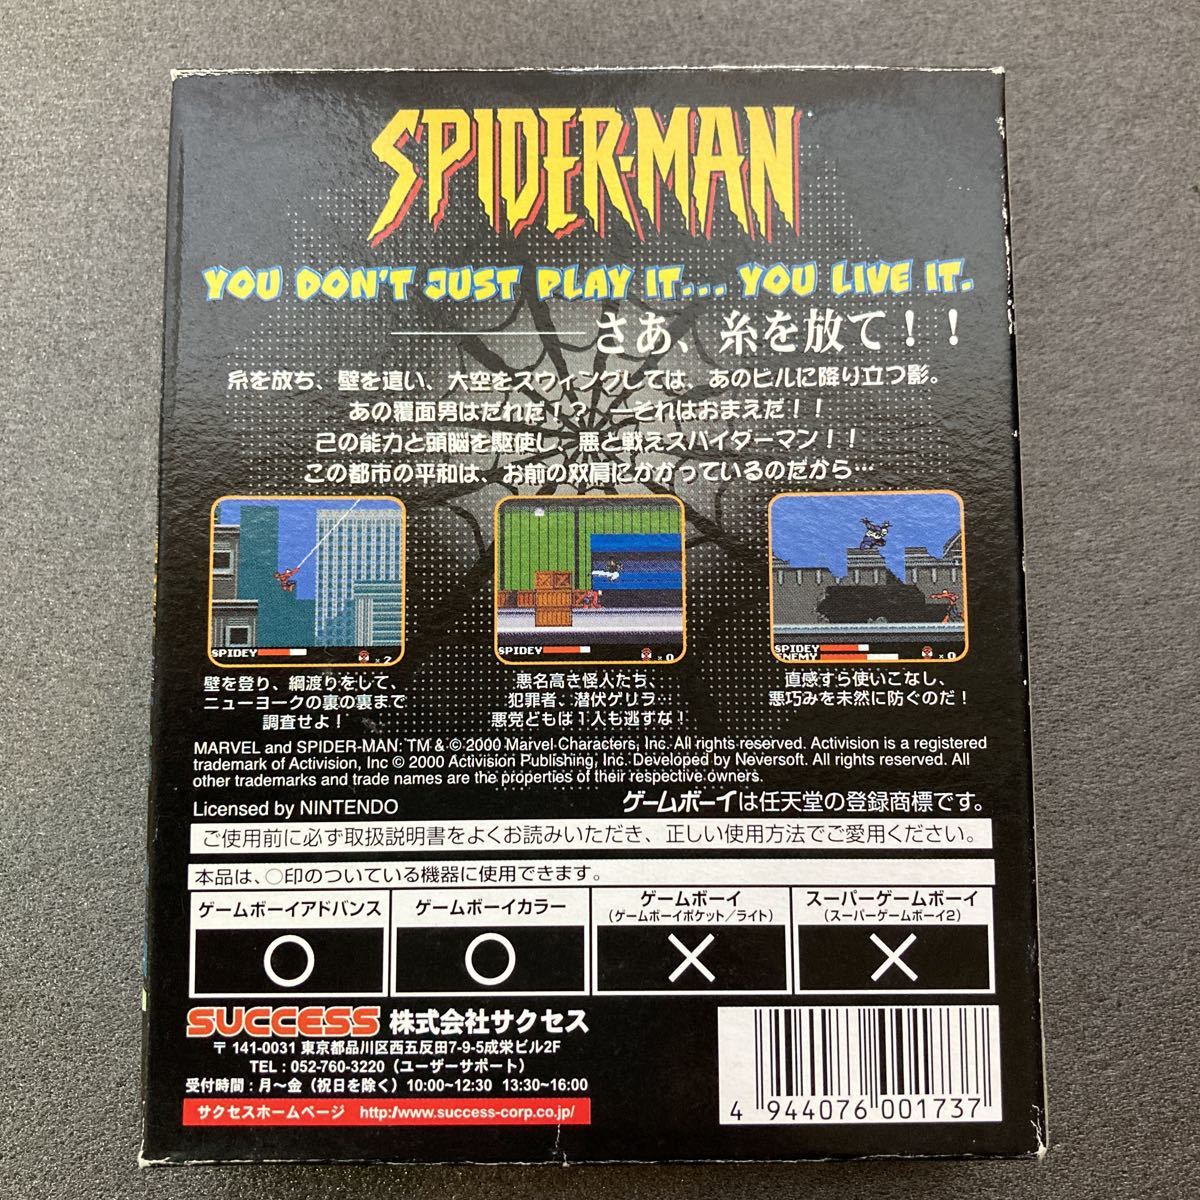 SPIDER-MAN
YOU DON'T JUST PLAY IT... YOU LIVE IT.
さあ、糸を放て！！
糸を放ち、壁を這い、大空をスウィングしては、あのビルに降り立つ影。
あの覆面男はだれだ！？ —それはおまえだ！！
己の能力と頭脳を駆使し、悪と戦えスパイダーマン！！
この都市の平和は、お前の双肩にかかっているのだから…
SPIDEY ×2
SPIDEY ×0
SPIDEY
ENEMY ×0
壁を登り、綱渡りをして、
ニューヨークの裏の裏まで
調査せよ！
悪名高き怪人たち、
犯罪者、潜伏ゲリラ…
悪党どもは1人も逃すな！
直感すら使いこなし、
悪巧みを未然に防ぐのだ！
MARVEL and SPIDER-MAN: TM & © 2000 Marvel Characters, Inc. All rights reserved. Activision is a registered
trademark of Activision, Inc © 2000 Activision Publishing, Inc. Developed by Neversoft. All rights reserved. All
other trademarks and trade names are the properties of their respective owners.
Licensed by NINTENDO
ゲームボーイは任天堂の登録商標です。
ご使用前に必ず取扱説明書をよくお読みいただき、正しい使用方法でご愛用ください。
本品は、○印のついている機器に使用できます。
ゲームボーイアドバンス
○
ゲームボーイカラー
○
ゲームボーイ
(ゲームボーイポケット／ライト)
×
スーパーゲームボーイ
(スーパーゲームボーイ2)
×
SUCCESS 株式会社サクセス
〒141-0031 東京都品川区西五反田7-9-5成栄ビル2F
TEL：052-760-3220（ユーザーサポート）
受付時間：月～金（祝日を除く）10:00~12:30 13:30~16:00
サクセスホームページ http://www.success-corp.co.jp/
4 944076 001737